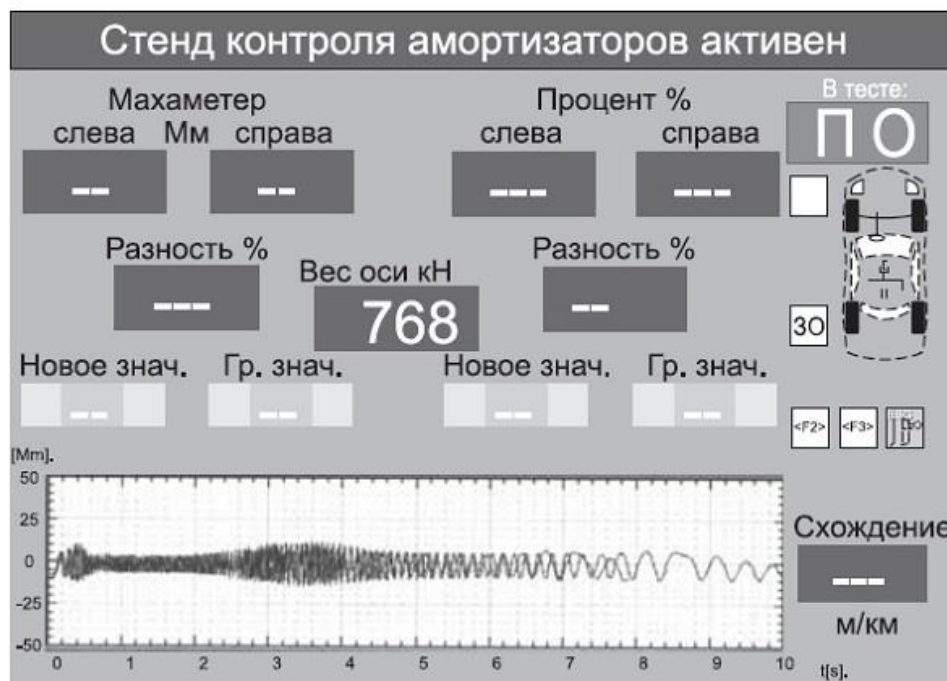 Стенд контроля амортизаторов активен
Махаметер
Процент %
В тесте:
слева Мм справа
слева справа
ПО
-- --
--- ---
Разность %
Вес оси кН
Разность %
---
768
--
ЗО
Новое знач. Гр. знач.
Новое знач. Гр. знач.
-- --
-- --
<F2> <F3>
[Mm].
50
25
0
-25
-50
0 1 2 3 4 5 6 7 8 9 10
t[s].
Схождение
---
м/км